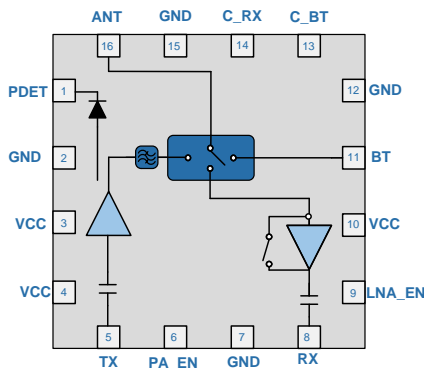 ANT GND C_RX C_BT
16 15 14 13
PDET 1 12 GND
GND 2 11 BT
VCC 3 10 VCC
VCC 4 9 LNA_EN
5 6 7 8
TX PA_EN GND RX